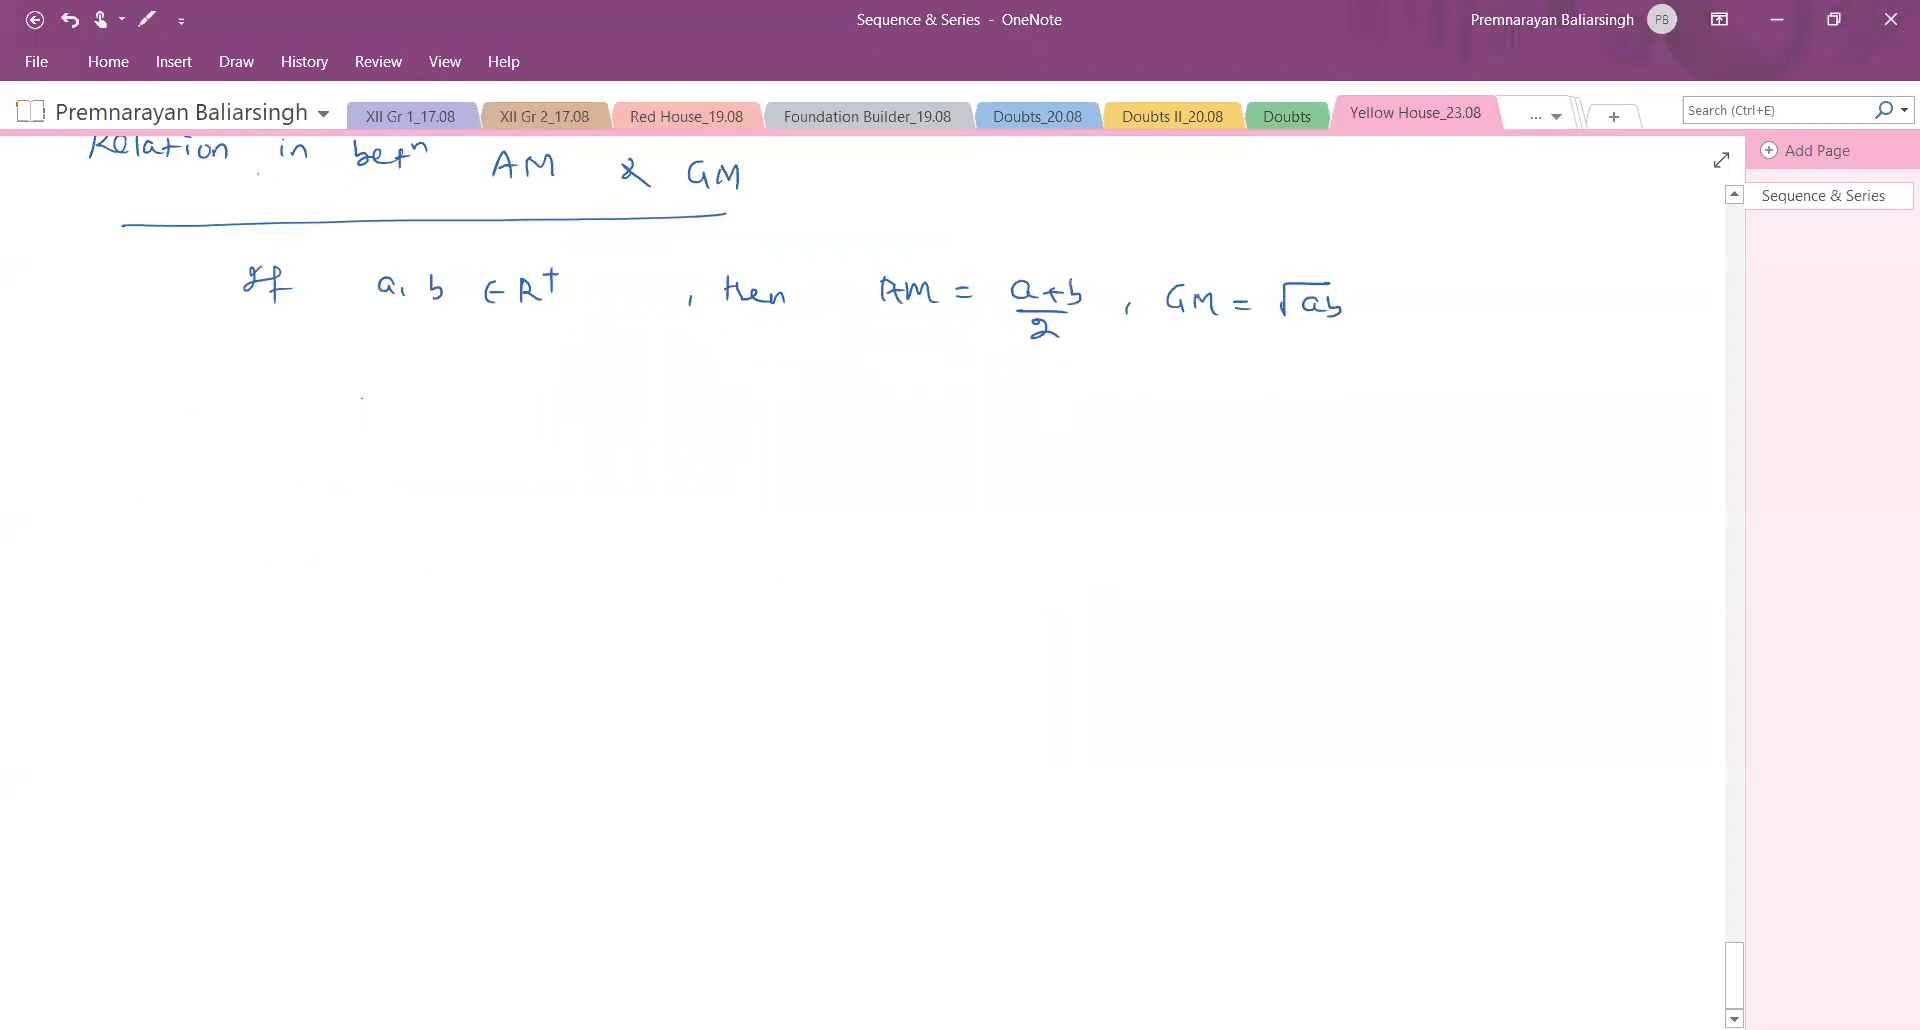 Sequence & Series - OneNote
Premnarayan Baliarsingh PB
File Home Insert Draw History Review View Help
Premnarayan Baliarsingh XII Gr 1_17.08 XII Gr 2_17.08 Red House_19.08 Foundation Builder_19.08 Doubts_20.08 Doubts II_20.08 Doubts Yellow House_23.08 ... + Search (Ctrl+E)
Add Page
Sequence & Series
Relation in betⁿ AM & GM
If a, b ∈ R⁺ , then AM = a+b/2 , GM = √ab